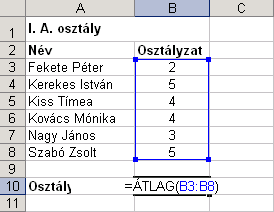 A B C
1 I. A. osztály
2 Név Osztályzat
3 Fekete Péter 2
4 Kerekes István 5
5 Kiss Tímea 4
6 Kovács Mónika 4
7 Nagy János 3
8 Szabó Zsolt 5
9
10 Osztály =ÁTLAG(B3:B8)
11